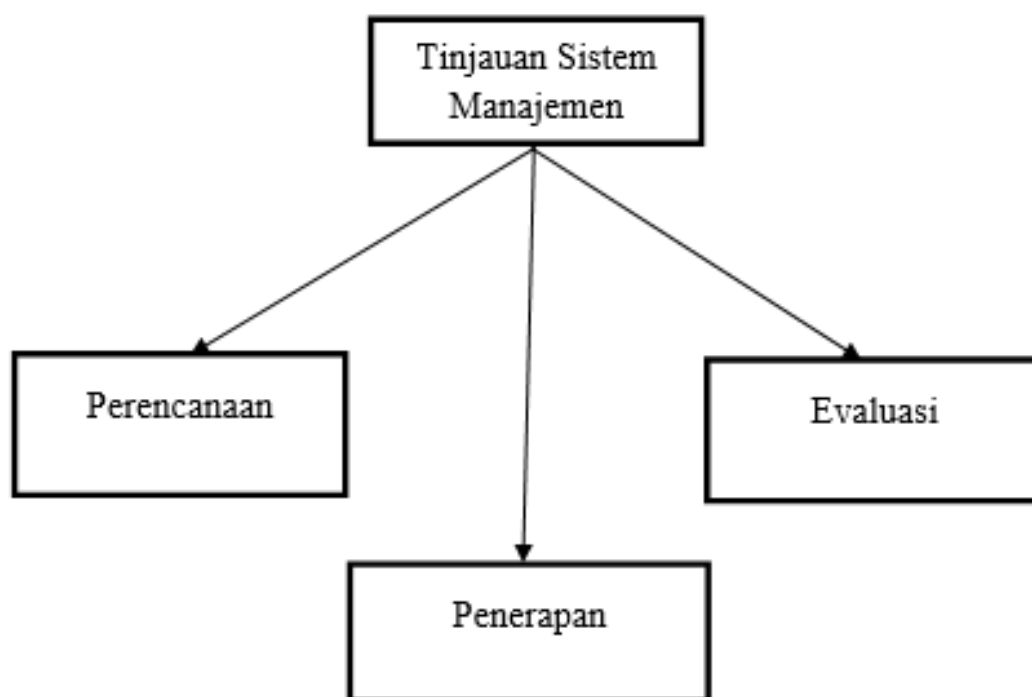 Tinjauan Sistem
Manajemen
Perencanaan
Evaluasi
Penerapan